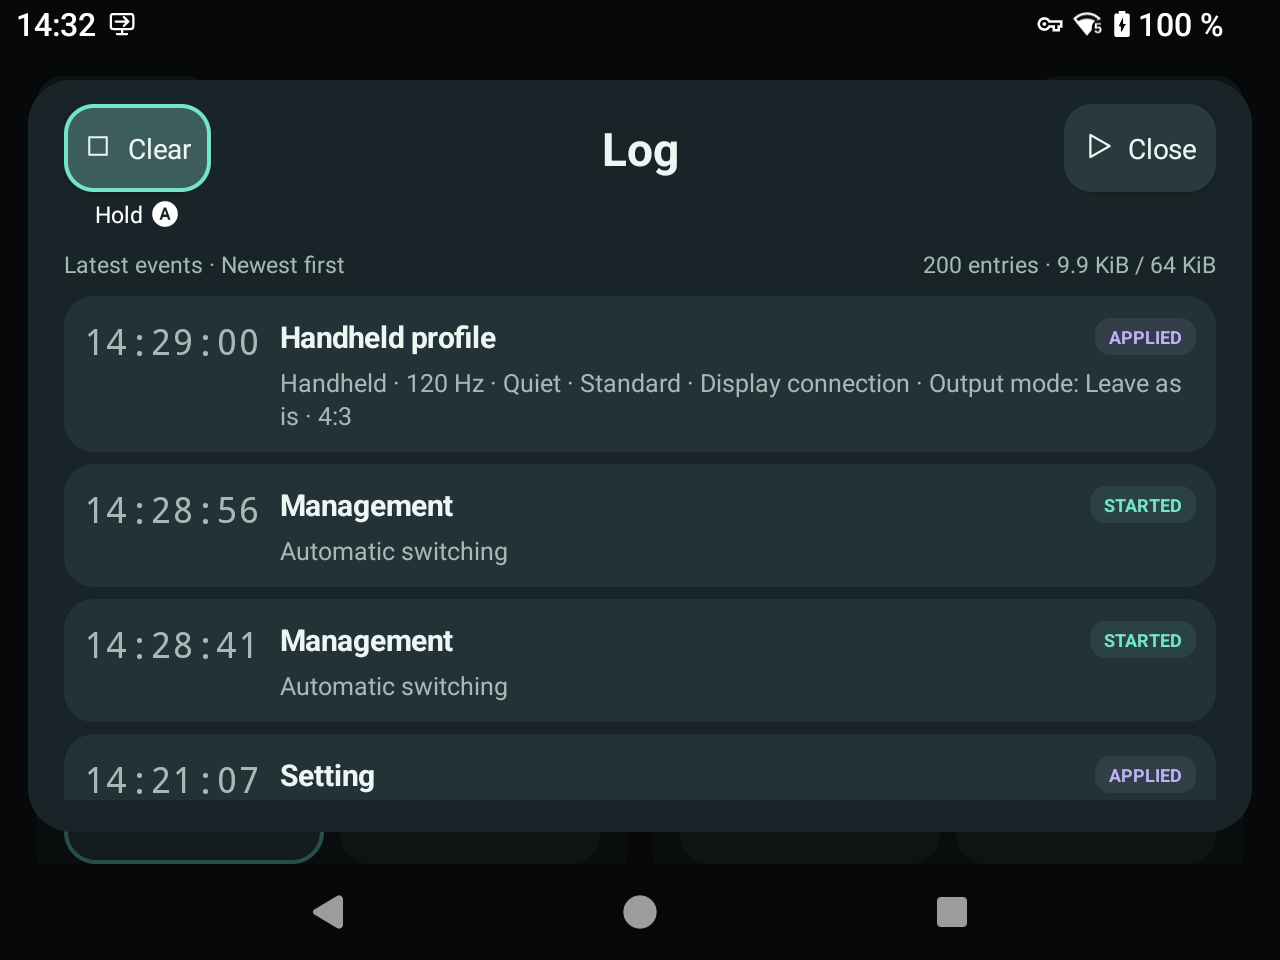 14:32
5 100 %
Clear
Log
Close
Hold A
Latest events · Newest first
200 entries · 9.9 KiB / 64 KiB
14:29:00
Handheld profile
APPLIED
Handheld · 120 Hz · Quiet · Standard · Display connection · Output mode: Leave as
is · 4:3
14:28:56
Management
STARTED
Automatic switching
14:28:41
Management
STARTED
Automatic switching
14:21:07
Setting
APPLIED